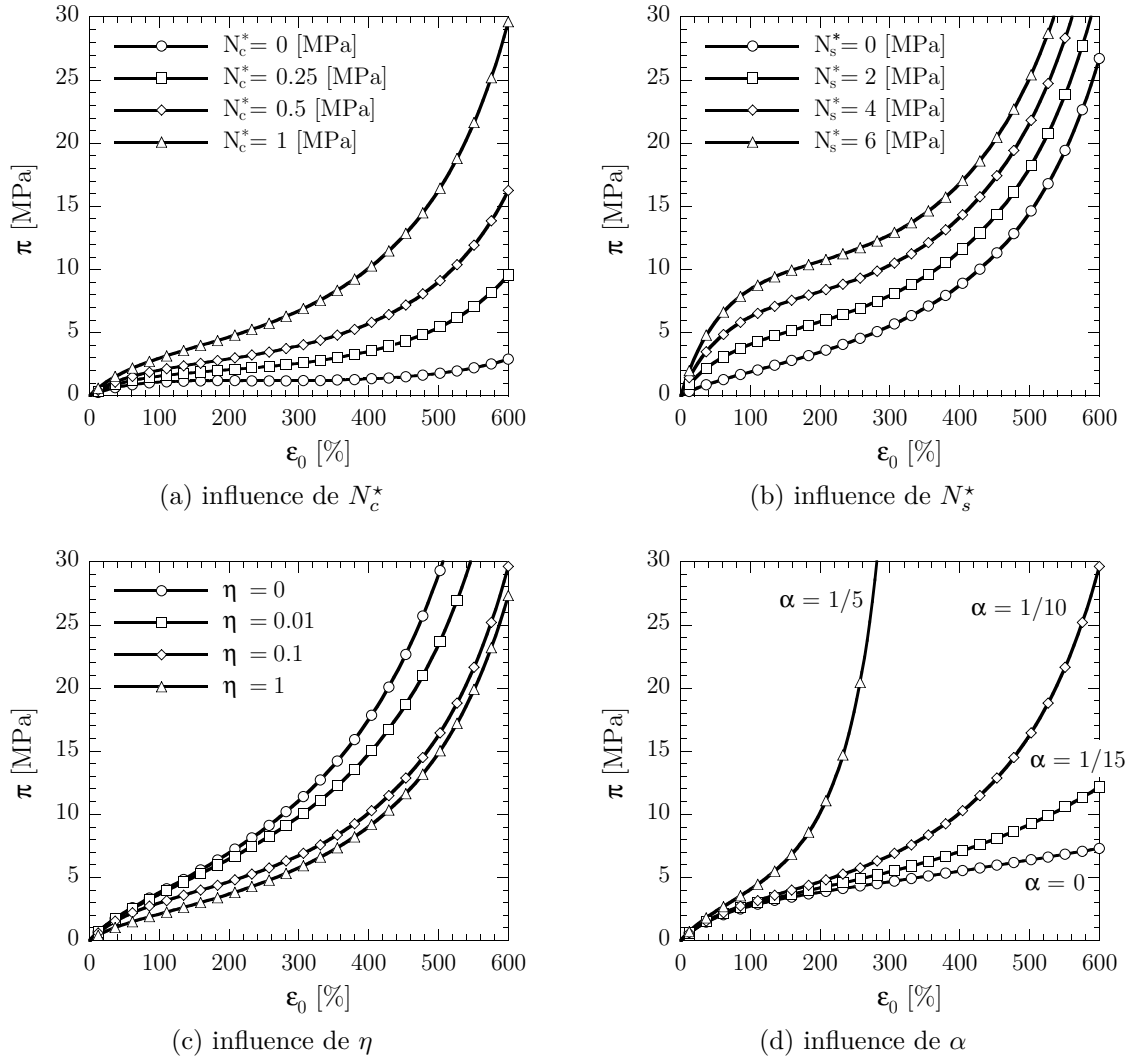 30
25
20
15
10
5
0
π [MPa]
N*c = 0 [MPa]
N*c = 0.25 [MPa]
N*c = 0.5 [MPa]
N*c = 1 [MPa]
0 100 200 300 400 500 600
ε0 [%]
(a) influence de N⋆c
30
25
20
15
10
5
0
π [MPa]
N*s = 0 [MPa]
N*s = 2 [MPa]
N*s = 4 [MPa]
N*s = 6 [MPa]
0 100 200 300 400 500 600
ε0 [%]
(b) influence de N⋆s
30
25
20
15
10
5
0
π [MPa]
η = 0
η = 0.01
η = 0.1
η = 1
0 100 200 300 400 500 600
ε0 [%]
(c) influence de η
30
25
20
15
10
5
0
π [MPa]
α = 1/5
α = 1/10
α = 1/15
α = 0
0 100 200 300 400 500 600
ε0 [%]
(d) influence de α